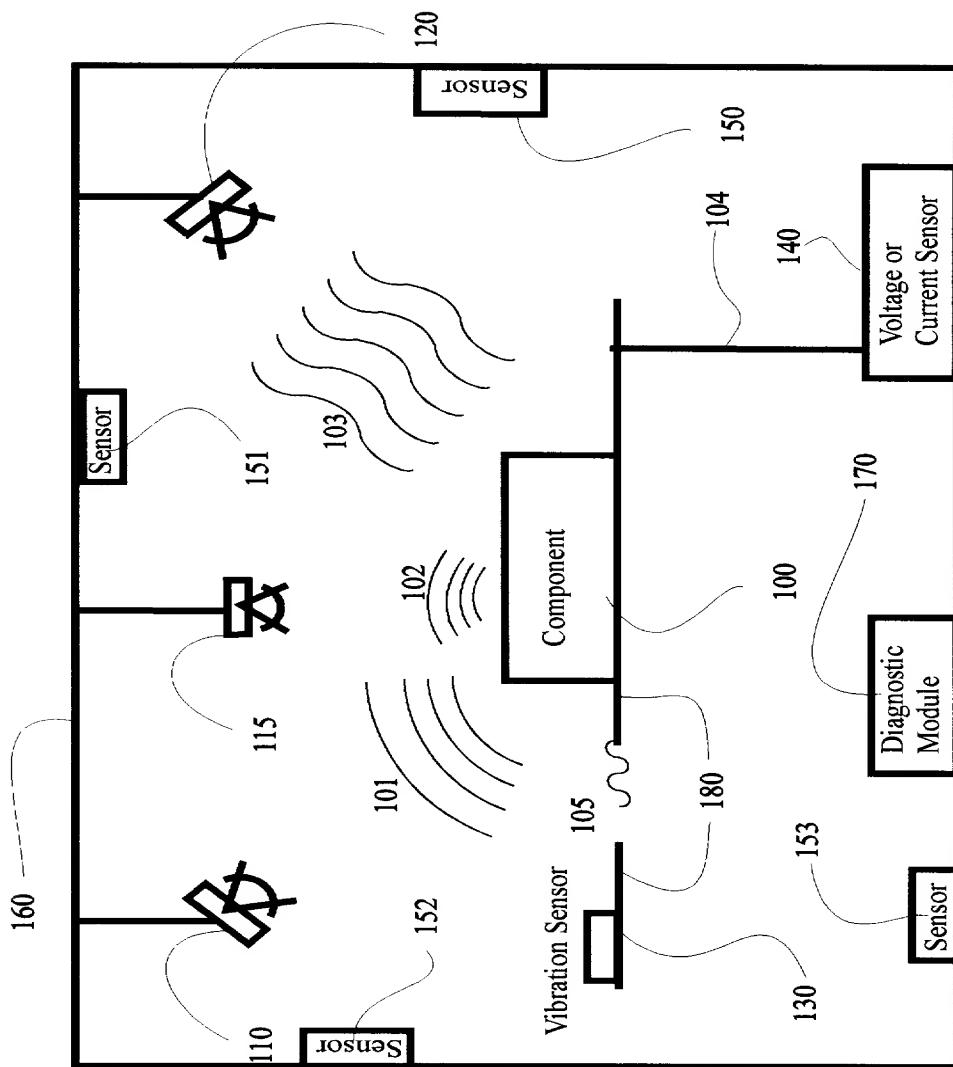 120
Sensor
150
Sensor
151
103
104
140
Voltage or
Current Sensor
102
Component
100
170
115
101
105
180
Diagnostic
Module
160
110
152
Sensor
Vibration Sensor
130
153
Sensor